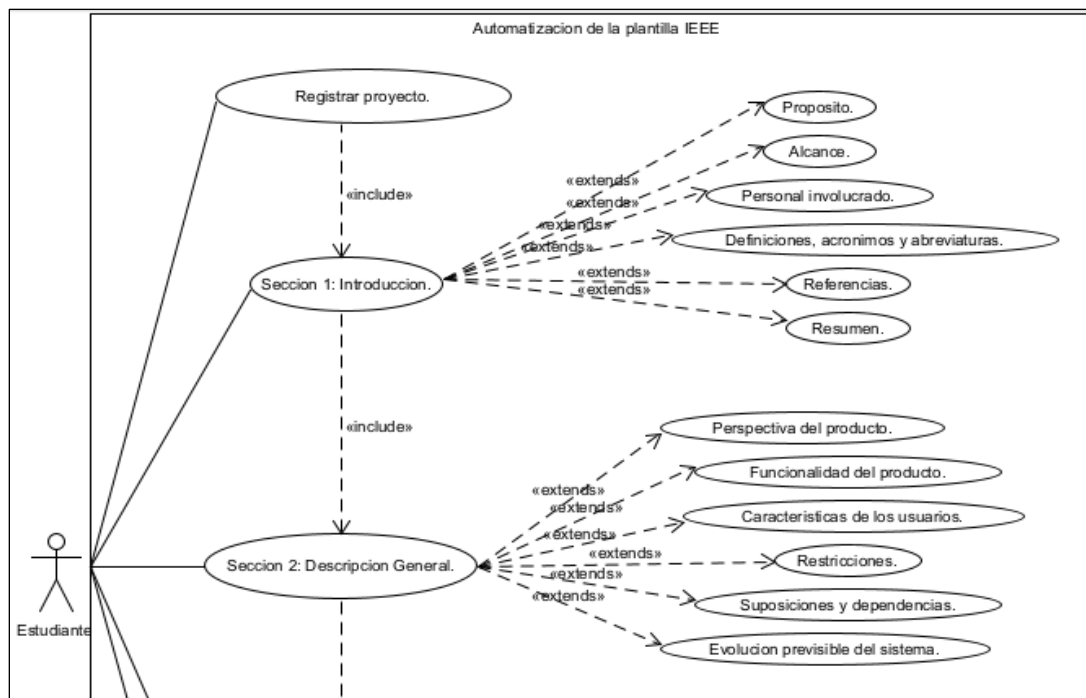 Automatizacion de la plantilla IEEE
Registrar proyecto.
«include»
Proposito.
Alcance.
«extends»
Personal involucrado.
«extends»
«extends»
Definiciones, acronimos y abreviaturas.
«extends»
Seccion 1: Introduccion.
«extends»
Referencias.
«extends»
Resumen.
«include»
Perspectiva del producto.
Funcionalidad del producto.
«extends»
«extends»
Caracteristicas de los usuarios.
«extends»
«extends»
Restricciones.
Seccion 2: Descripcion General.
«extends»
«extends»
Suposiciones y dependencias.
Evolucion previsible del sistema.
Estudiante